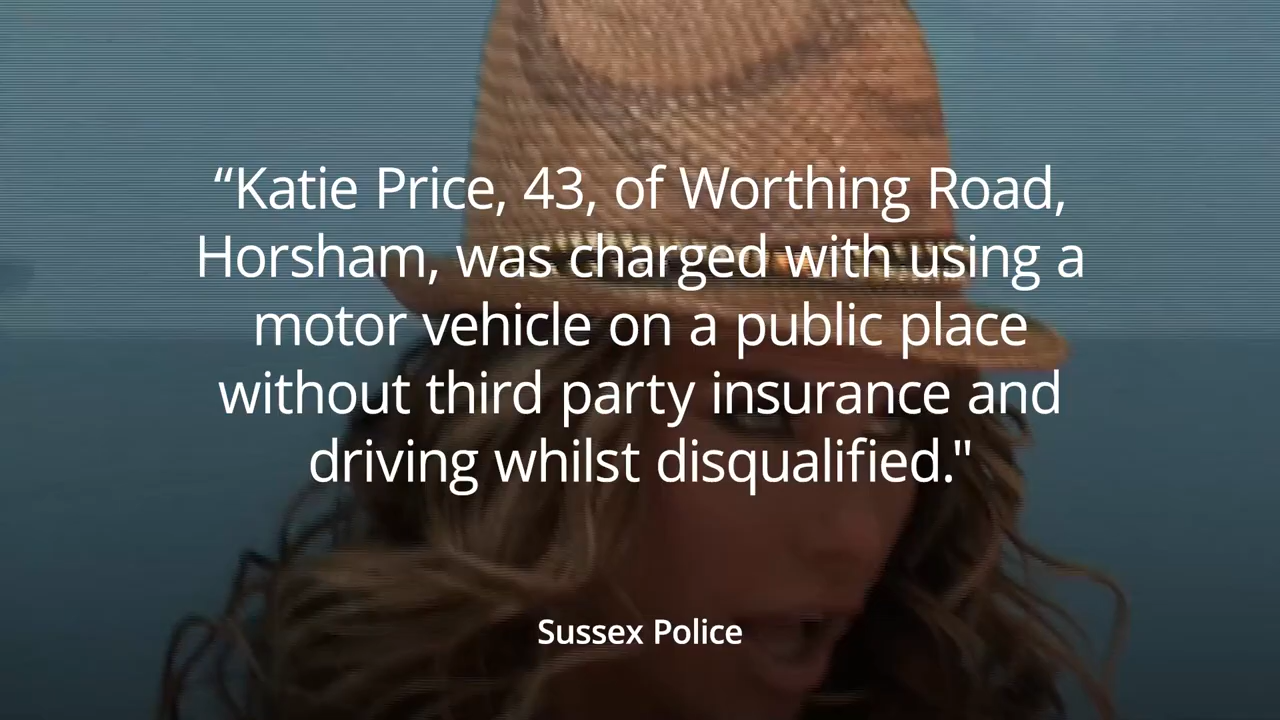 “Katie Price, 43, of Worthing Road,
Horsham, was charged with using a
motor vehicle on a public place
without third party insurance and
driving whilst disqualified."
Sussex Police